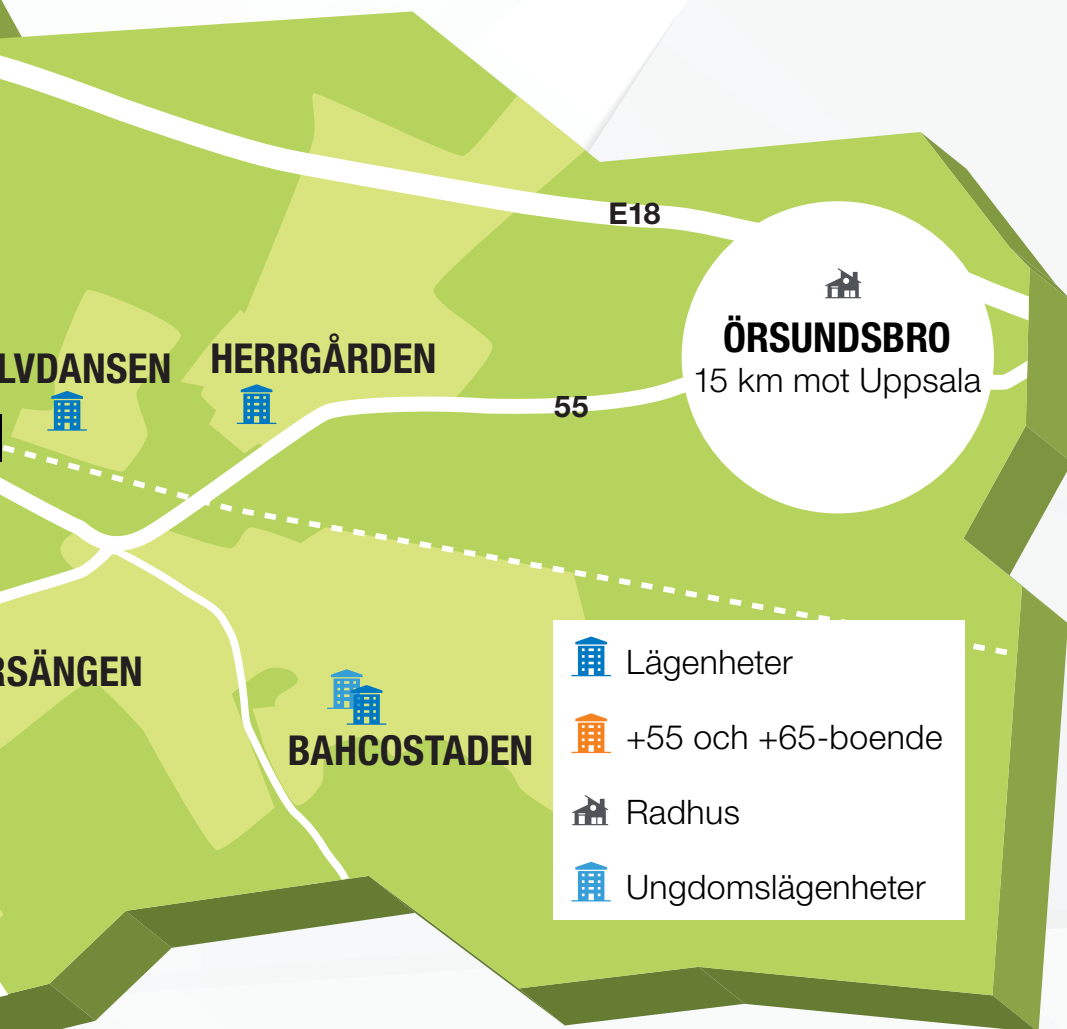 E18
ÖRSUNDSBRO
15 km mot Uppsala
LVDANSEN
HERRGÅRDEN
55
RSÄNGEN
BAHCOSTADEN
Lägenheter
+55 och +65-boende
Radhus
Ungdomslägenheter